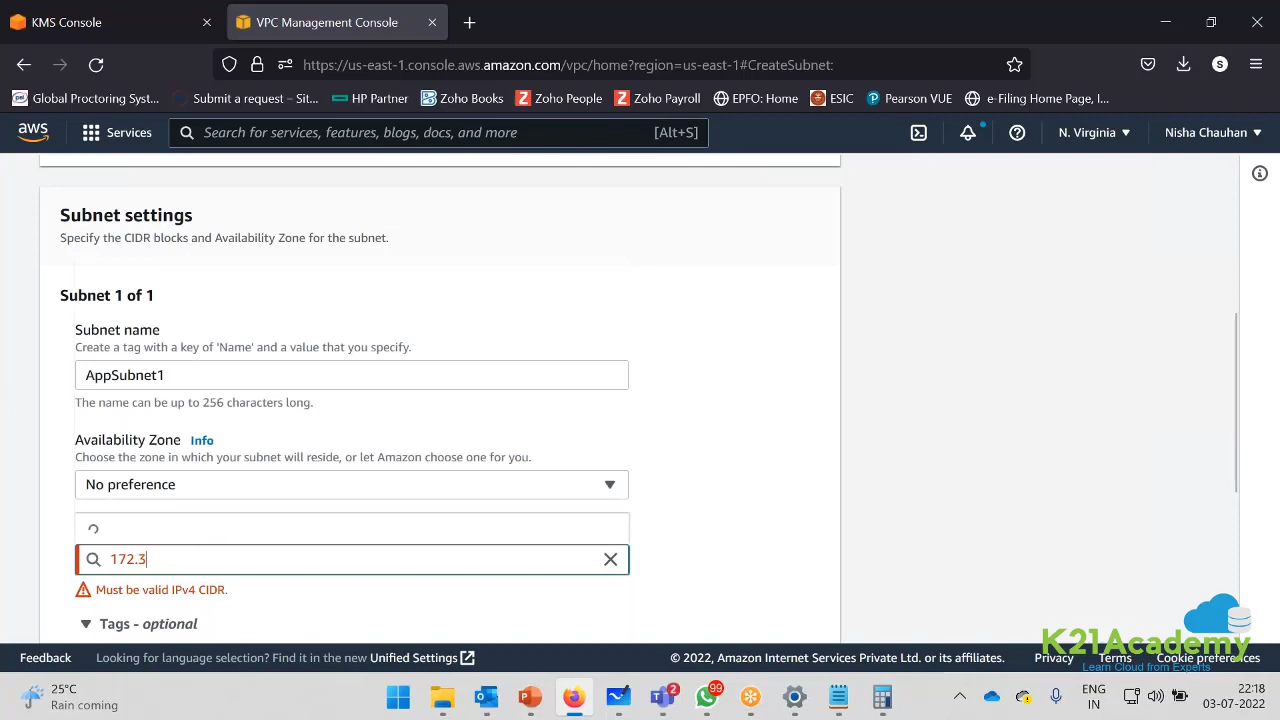 KMS Console
VPC Management Console
https://us-east-1.console.aws.amazon.com/vpc/home?region=us-east-1#CreateSubnet:
S
Global Proctoring Syst...
Submit a request – Sit...
HP Partner
Zoho Books
Zoho People
Zoho Payroll
EPFO: Home
ESIC
Pearson VUE
e-Filing Home Page, I...
aws
Services
Search for services, features, blogs, docs, and more
[Alt+S]
N. Virginia
Nisha Chauhan
Subnet settings
Specify the CIDR blocks and Availability Zone for the subnet.
Subnet 1 of 1
Subnet name
Create a tag with a key of 'Name' and a value that you specify.
AppSubnet1
The name can be up to 256 characters long.
Availability Zone Info
Choose the zone in which your subnet will reside, or let Amazon choose one for you.
No preference
172.3
Must be valid IPv4 CIDR.
Tags - optional
K21Academy
Learn Cloud from Experts
Feedback
Looking for language selection? Find it in the new Unified Settings
© 2022, Amazon Internet Services Private Ltd. or its affiliates.
Privacy
Terms
Cookie preferences
25°C
Rain coming
2
99
ENG
IN
22:18
03-07-2022